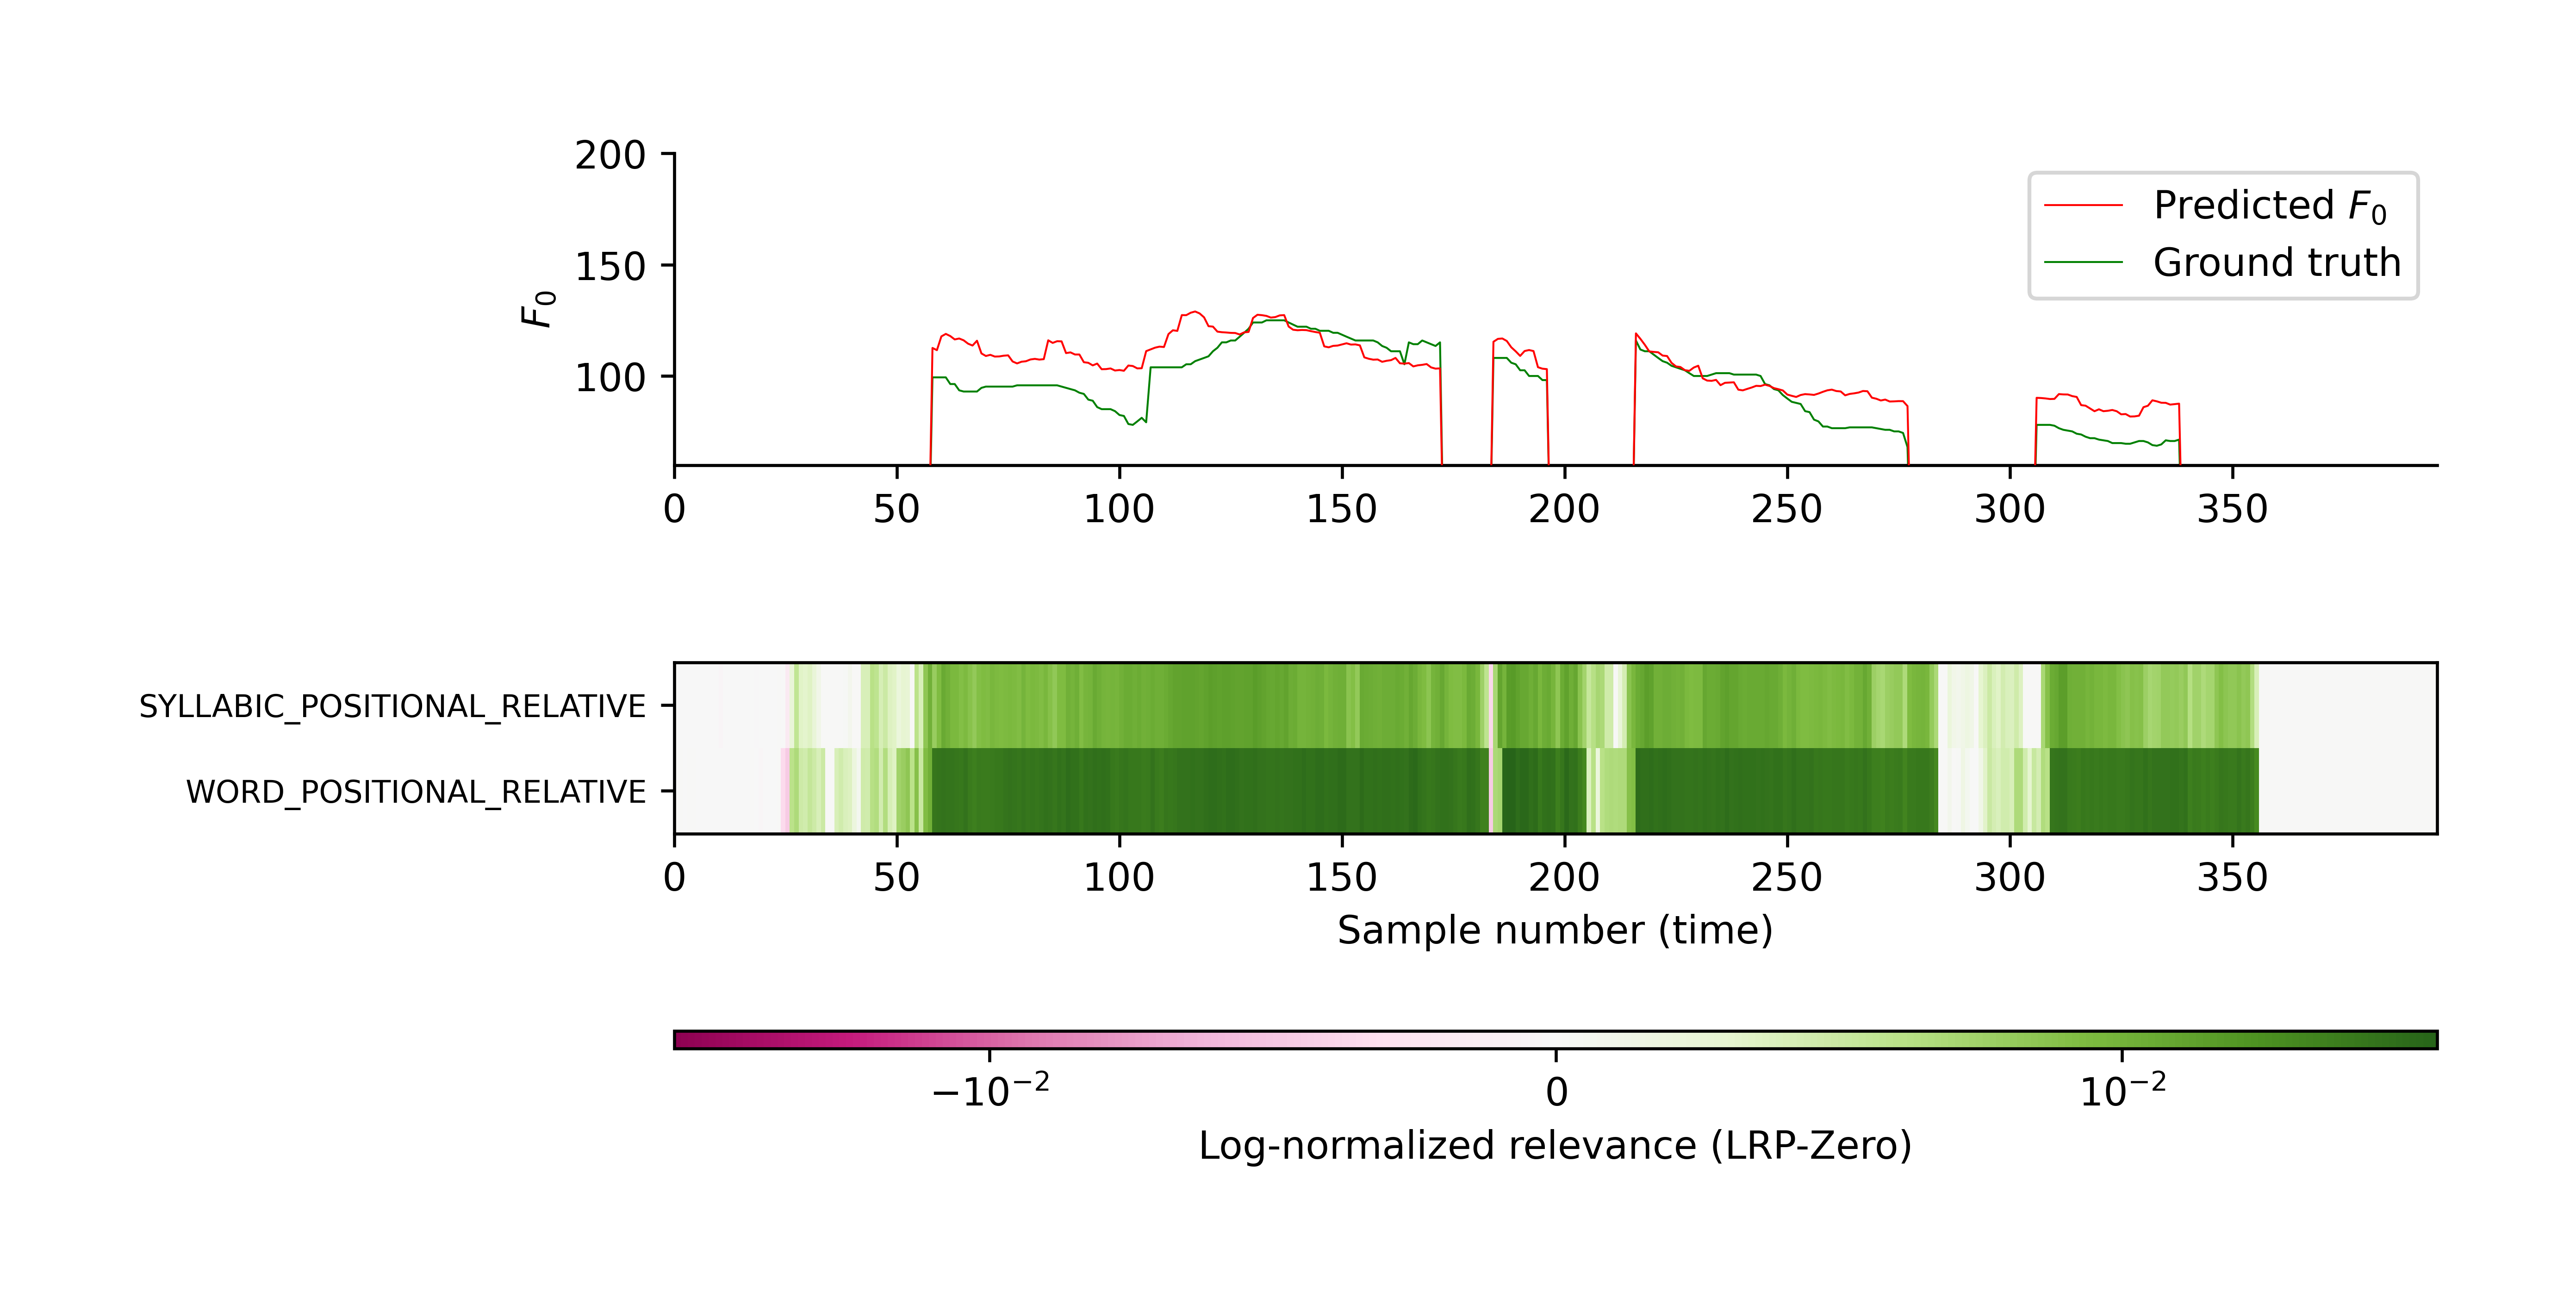 200
150
100
F₀
Predicted F₀
Ground truth
0 50 100 150 200 250 300 350
SYLLABIC_POSITIONAL_RELATIVE
WORD_POSITIONAL_RELATIVE
0 50 100 150 200 250 300 350
Sample number (time)
−10⁻² 0 10⁻²
Log-normalized relevance (LRP-Zero)